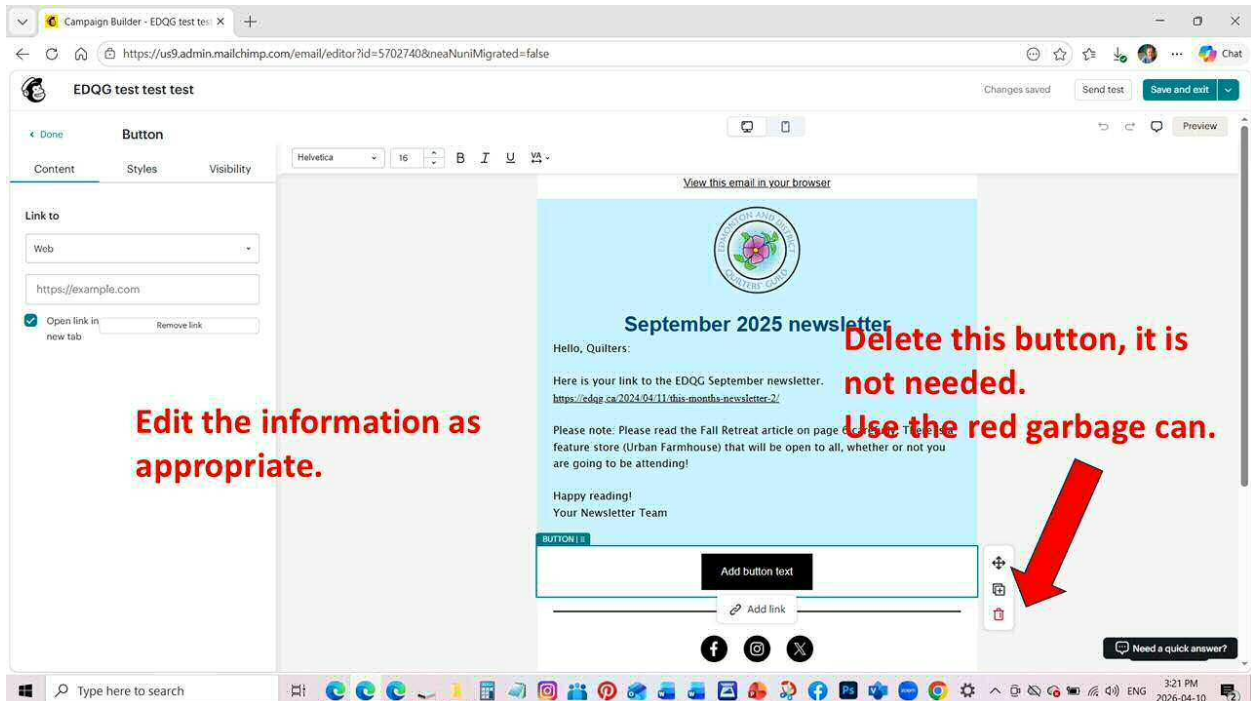 Campaign Builder - EDQG test tes
https://us9.admin.mailchimp.com/email/editor?id=5702740&neaNuniMigrated=false
Chat
EDQG test test test
Changes saved
Send test
Save and exit
Done
Button
Preview
Content
Styles
Visibility
Helvetica
16
B I U VA
View this email in your browser
Link to
Web
https://example.com
Open link in
new tab
Remove link
EDMONTON AND DISTRICT
QUILTERS' GUILD
September 2025 newsletter
Hello, Quilters:
Here is your link to the EDQG September newsletter.
https://edqg.ca/2024/04/11/this-months-newsletter-2/
Please note: Please read the Fall Retreat article on page 6
feature store (Urban Farmhouse) that will be open to all, whether or not you
are going to be attending!
Happy reading!
Your Newsletter Team
Edit the information as
appropriate.
Delete this button, it is
not needed.
Use the red garbage can.
BUTTON
Add button text
Add link
Need a quick answer?
Type here to search
ENG
3:21 PM
2026-04-10